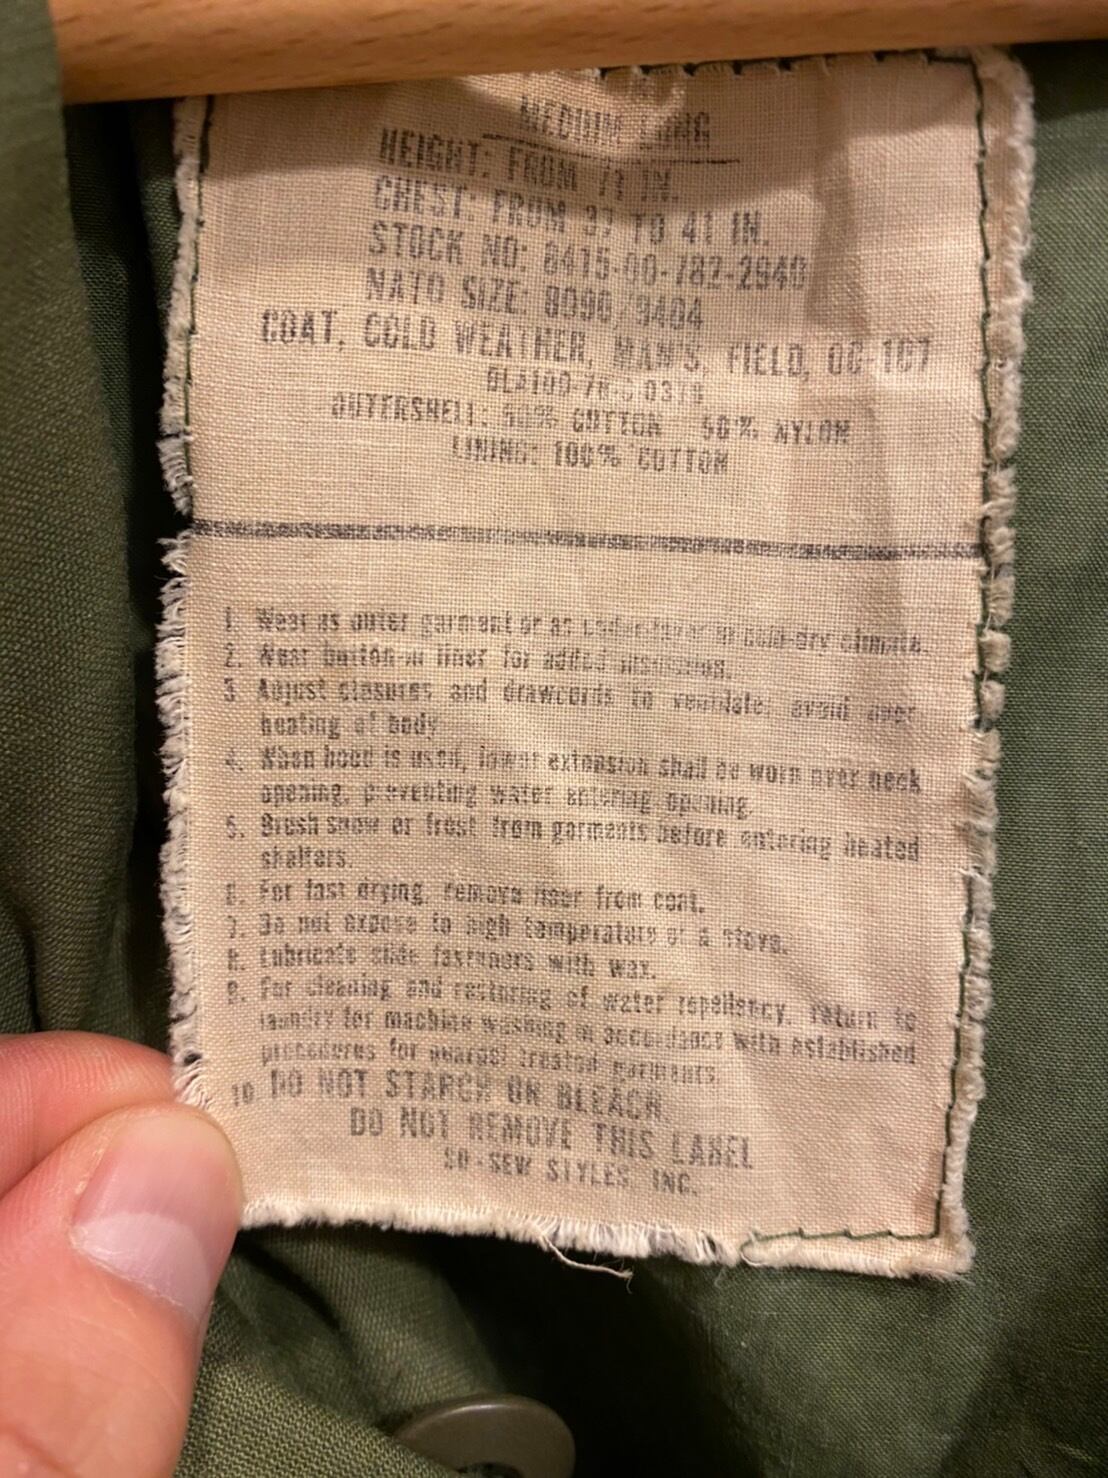 MEDIUM LONG
HEIGHT: FROM 71 IN.
CHEST: FROM 37 TO 41 IN.
STOCK NO: 8415-00-782-2940
NATO SIZE: 8090/9404
COAT, COLD WEATHER, MAN'S, FIELD, OG-107
OUTERSHELL: 50% COTTON 50% NYLON
LINING: 100% COTTON
1. Wear as outer garment or as in cold-dry climate.
2. Wear button-in liner for added insulation.
3 Adjust closures and drawcords to ventilate; avoid over
heating of body
4. When hood is used, lower extension shall be worn over neck
opening, preventing water entering opening.
5. Brush snow or frost from garments before entering heated
shelters.
6. For fast drying, remove liner from coat.
7. Do not expose to high temperature of a stove.
8. Lubricate slide fasteners with wax.
9. For cleaning and restoring of water repellency, return to
laundry for machine washing in accordance with established
procedures for quarpel treated garments.
10 DO NOT STARCH OR BLEACH.
DO NOT REMOVE THIS LABEL
SO-SEW STYLES, INC.